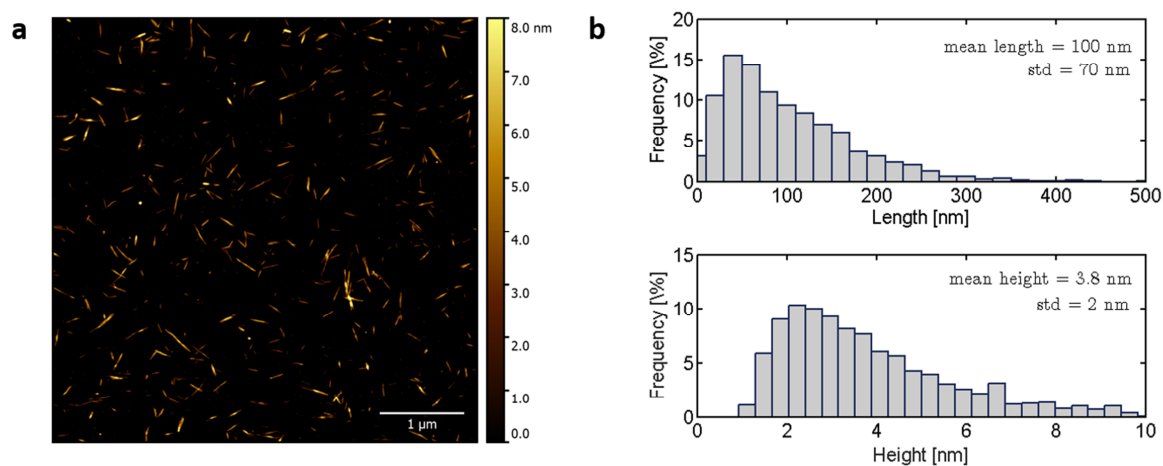 a
8.0 nm
7.0
6.0
5.0
4.0
3.0
2.0
1.0
0.0
1 µm
b
20
15
10
5
0
Frequency [\%]
mean length = 100 nm
std = 70 nm
0 100 200 300 400 500
Length [nm]
15
10
5
0
Frequency [\%]
mean height = 3.8 nm
std = 2 nm
0 2 4 6 8 10
Height [nm]